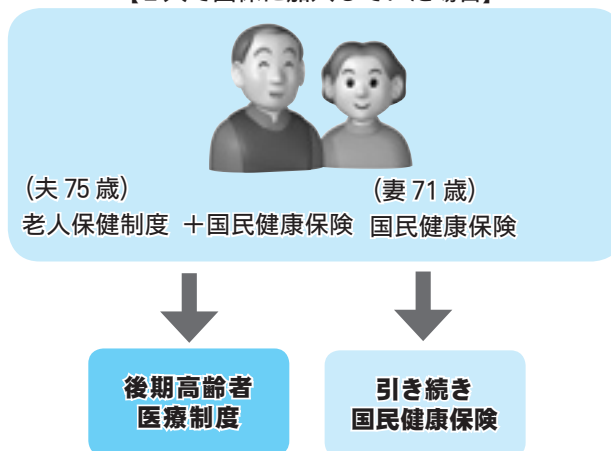 (夫 75 歳)
老人保健制度 +国民健康保険
(妻 71 歳)
国民健康保険
後期高齢者
医療制度
引き続き
国民健康保険